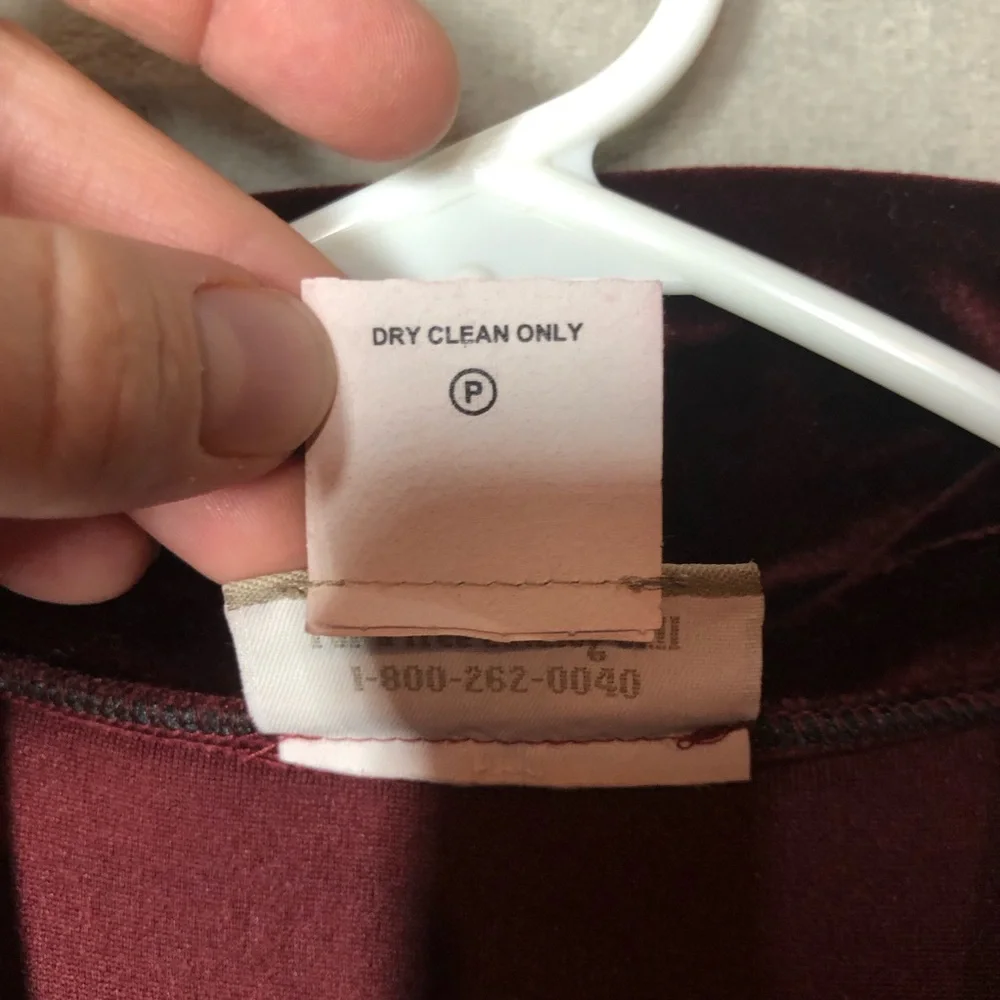 DRY CLEAN ONLY
P
1-800-262-0040